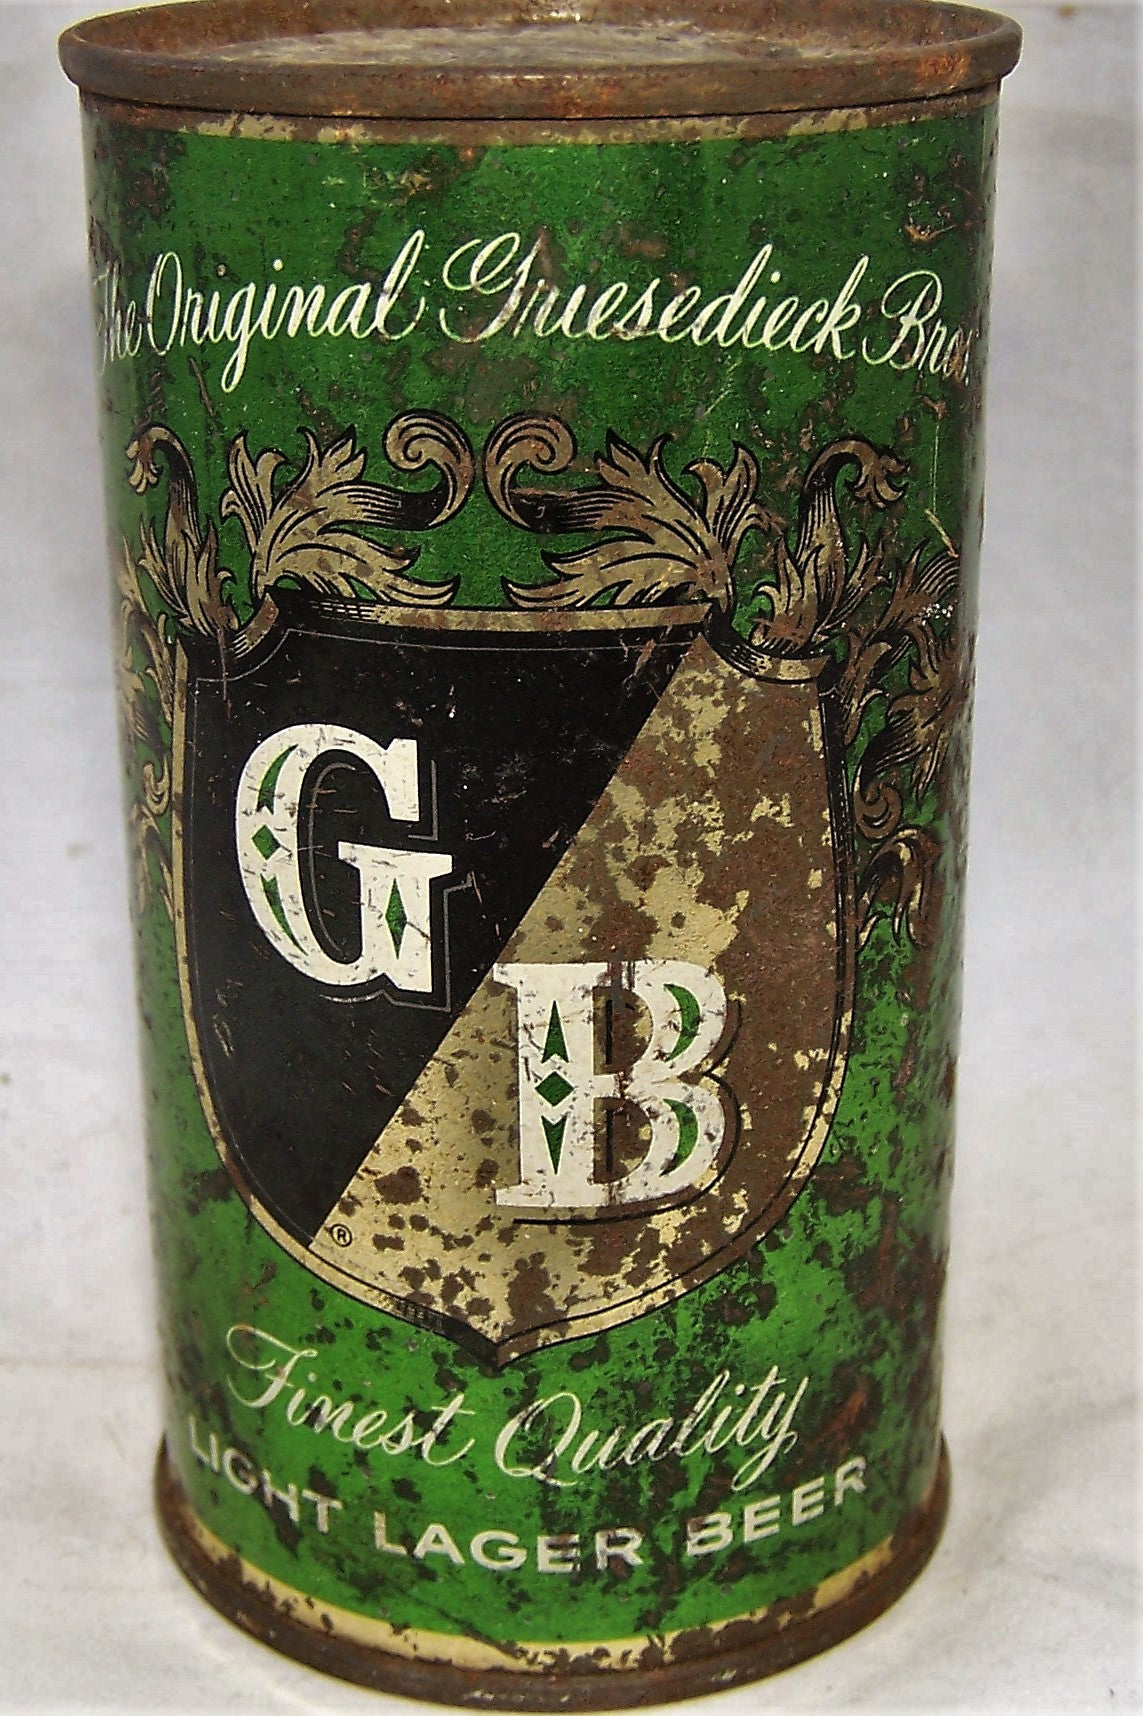 The Original Griesedieck Bros.
G
B
®
Finest Quality
LIGHT LAGER BEER